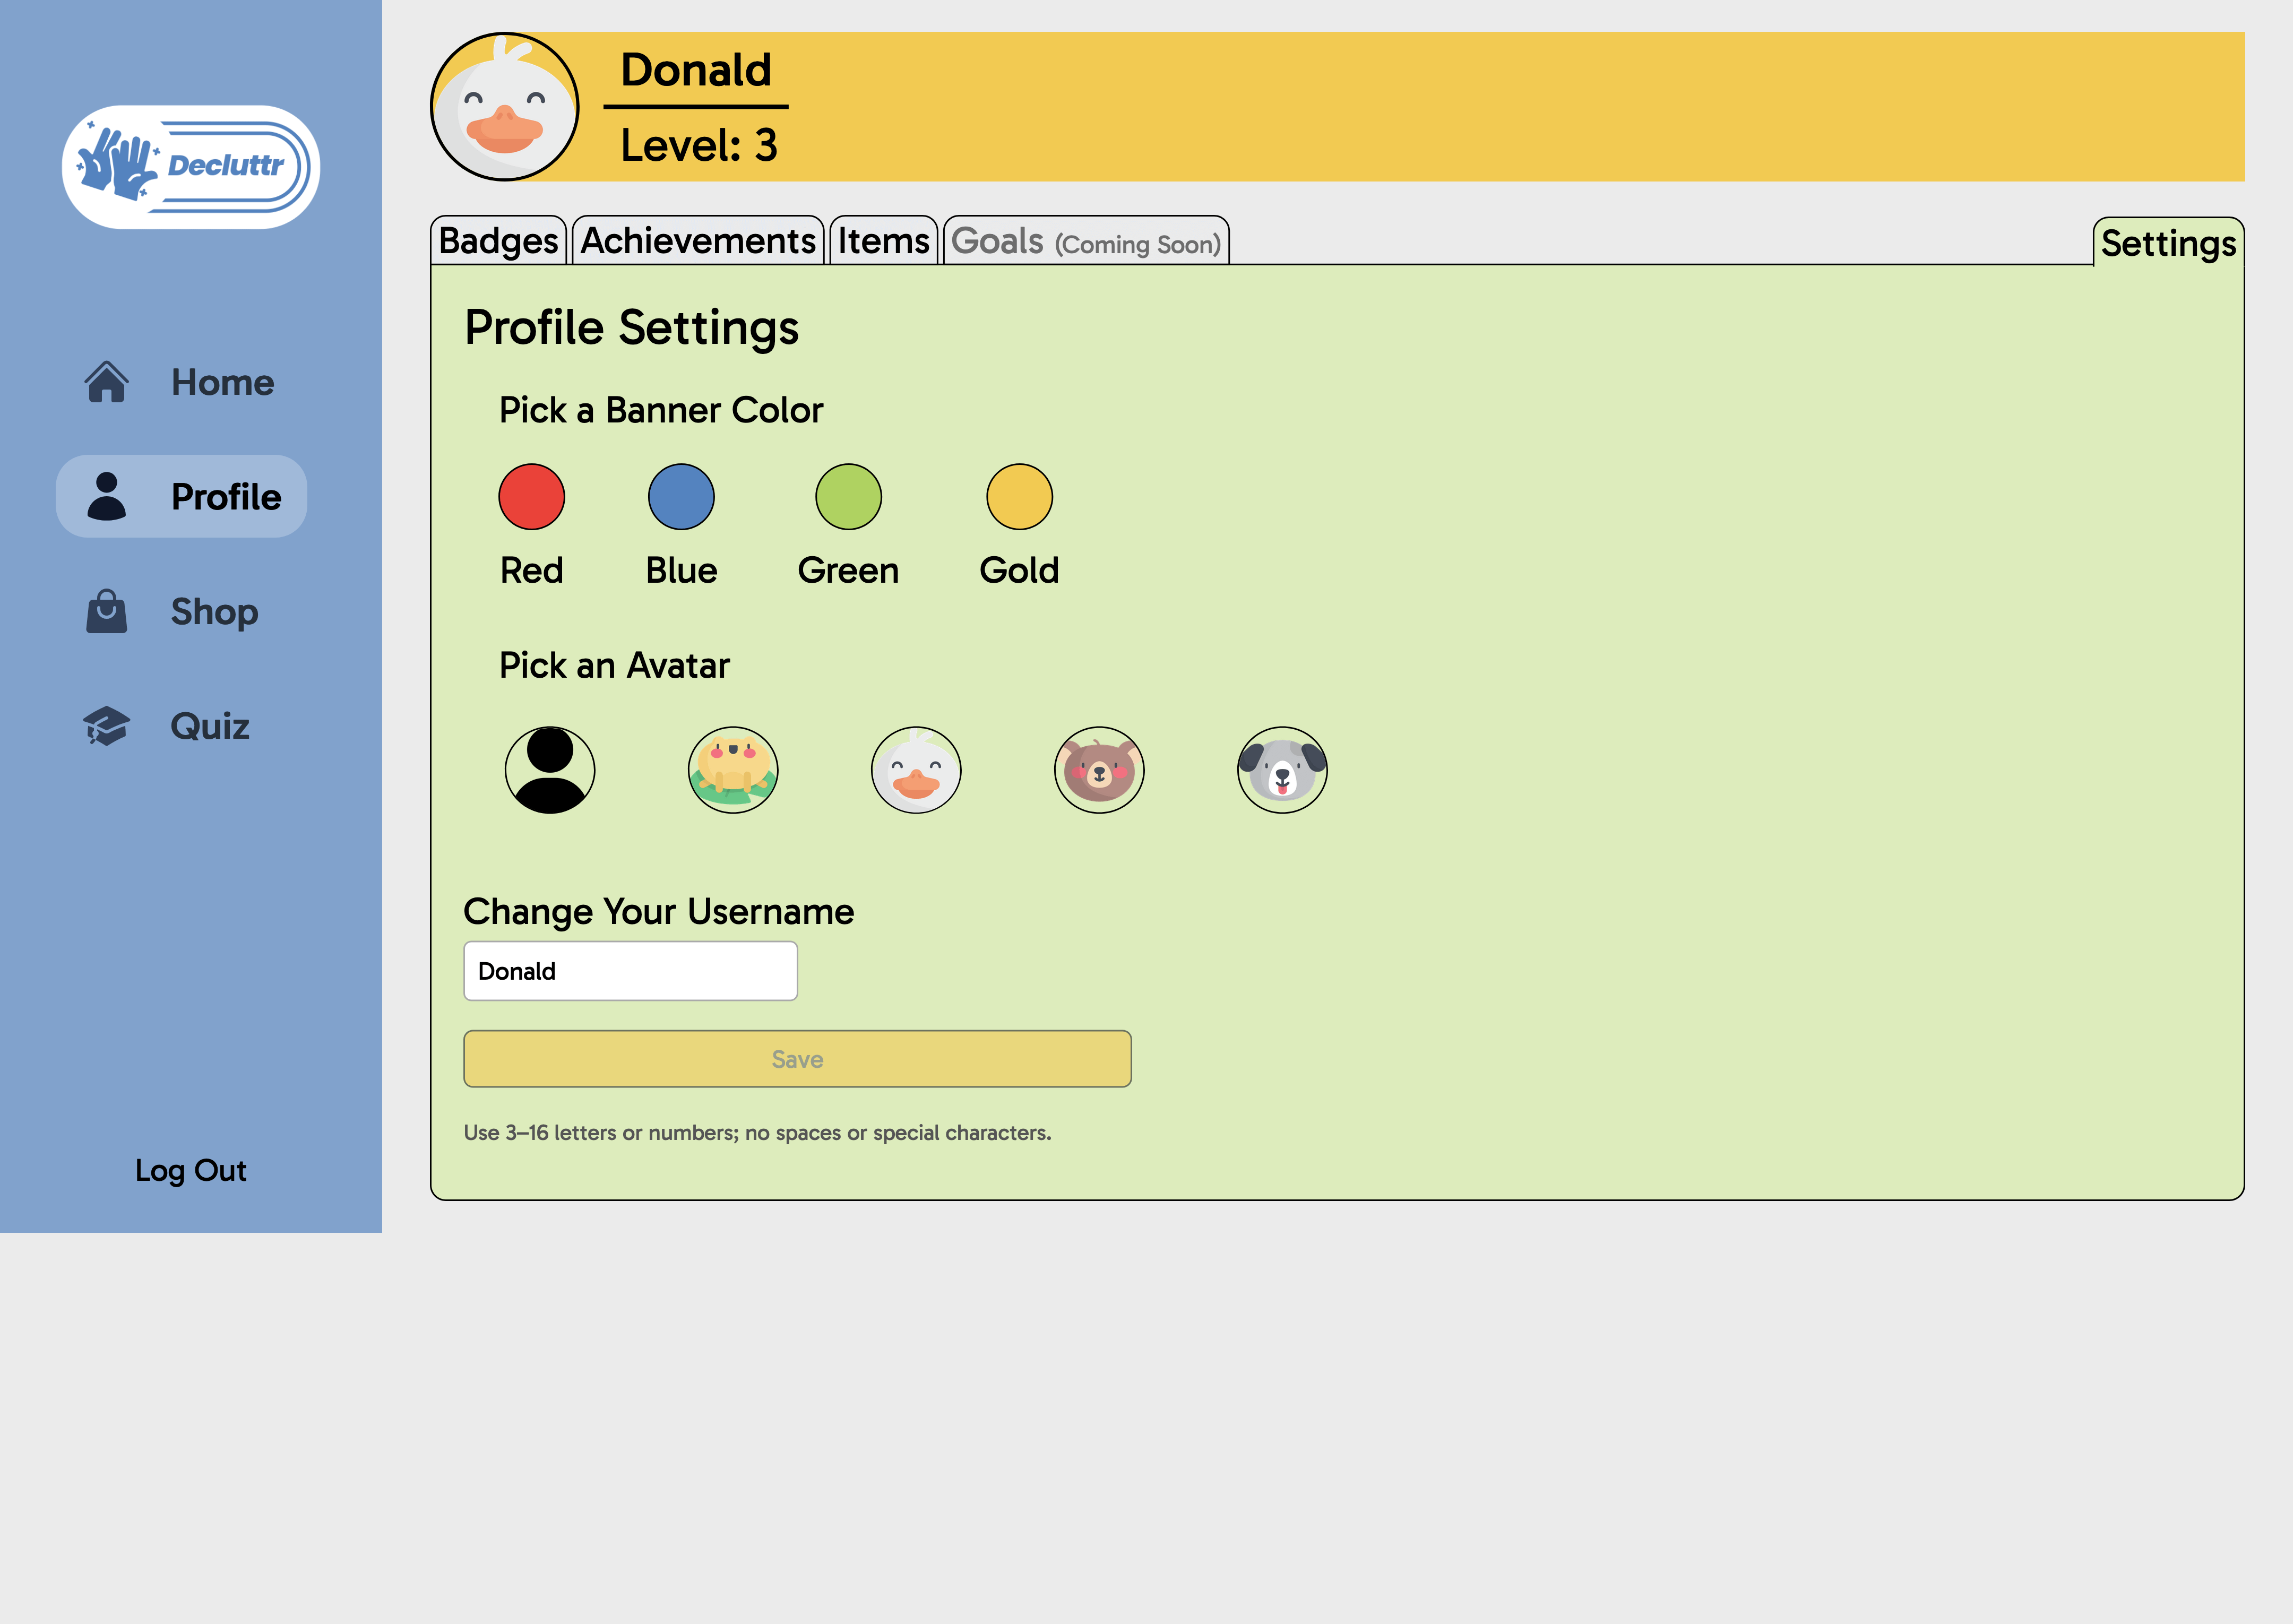 Decluttr
Home
Profile
Shop
Quiz
Log Out
Donald
Level: 3
Badges Achievements Items Goals (Coming Soon) Settings
Profile Settings
Pick a Banner Color
Red Blue Green Gold
Pick an Avatar
Change Your Username
Donald
Save
Use 3–16 letters or numbers; no spaces or special characters.